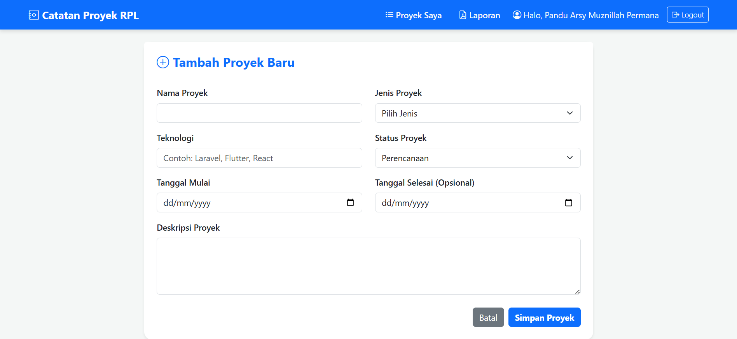 Catatan Proyek RPL Proyek Saya Laporan Halo, Pandu Arsy Muznillah Permana Logout
Tambah Proyek Baru
Nama Proyek Jenis Proyek
Pilih Jenis
Teknologi Status Proyek
Contoh: Laravel, Flutter, React Perencanaan
Tanggal Mulai Tanggal Selesai (Opsional)
dd/mm/yyyy dd/mm/yyyy
Deskripsi Proyek
Batal Simpan Proyek